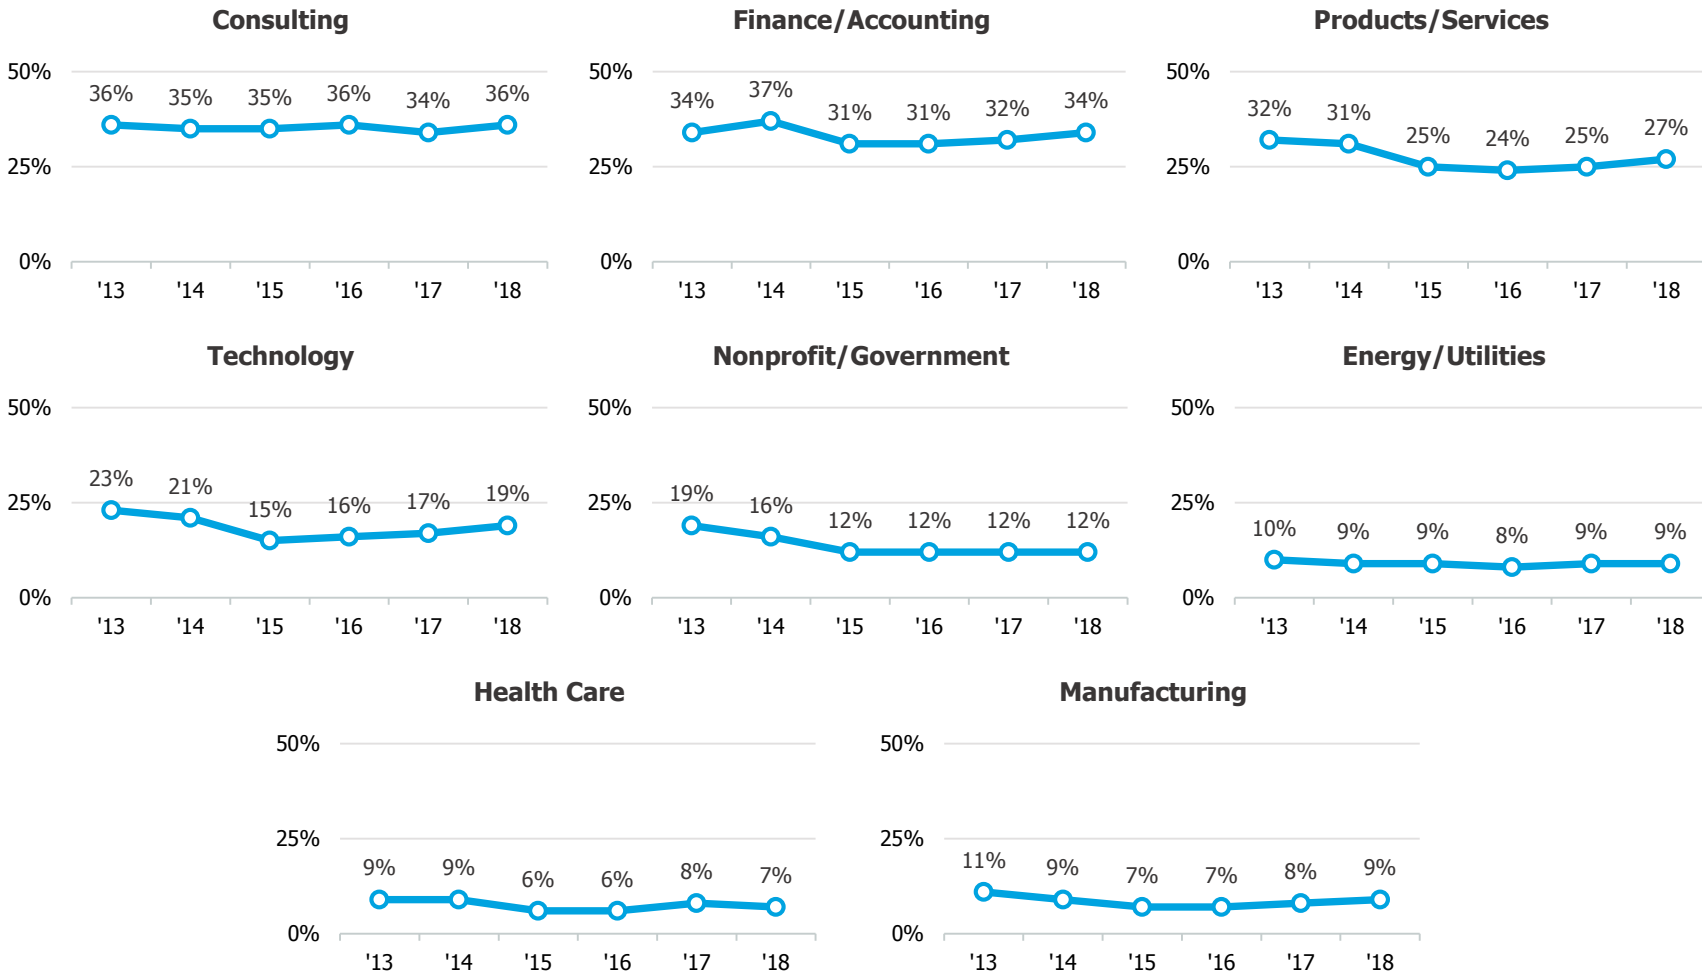 Consulting
50%
36% 35% 35% 36% 34% 36%
25%
0%
'13 '14 '15 '16 '17 '18
Finance/Accounting
50%
34% 37% 31% 31% 32% 34%
25%
0%
'13 '14 '15 '16 '17 '18
Products/Services
50%
32% 31% 25% 24% 25% 27%
25%
0%
'13 '14 '15 '16 '17 '18
Technology
50%
23% 21% 15% 16% 17% 19%
25%
0%
'13 '14 '15 '16 '17 '18
Nonprofit/Government
50%
19% 16% 12% 12% 12% 12%
25%
0%
'13 '14 '15 '16 '17 '18
Energy/Utilities
50%
25%
10% 9% 9% 8% 9% 9%
0%
'13 '14 '15 '16 '17 '18
Health Care
50%
25%
9% 9% 6% 6% 8% 7%
0%
'13 '14 '15 '16 '17 '18
Manufacturing
50%
25%
11% 9% 7% 7% 8% 9%
0%
'13 '14 '15 '16 '17 '18